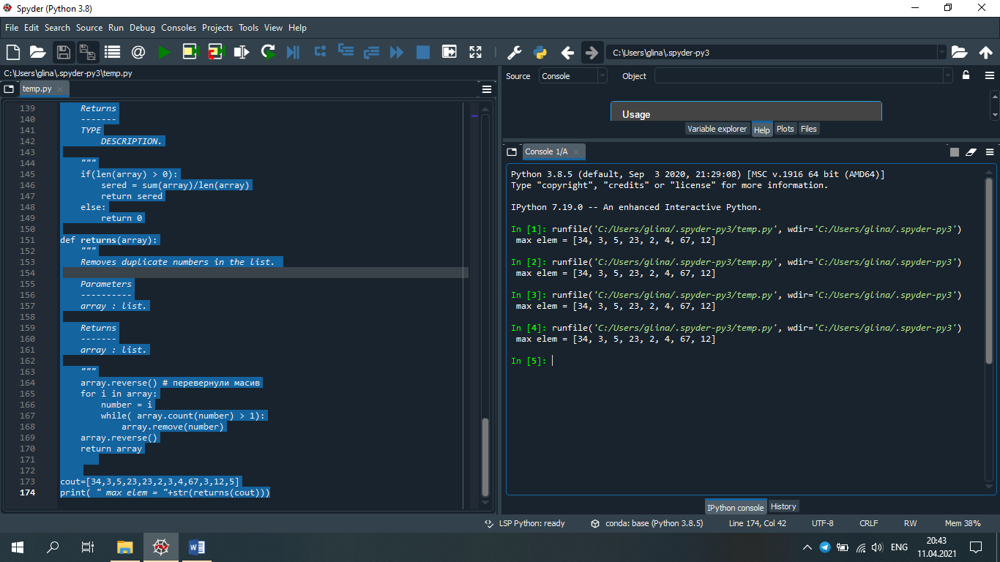 Spyder (Python 3.8)
File Edit Search Source Run Debug Consoles Projects Tools View Help
C:\Users\glina\.spyder-py3
C:\Users\glina\.spyder-py3\temp.py
temp.py
139 Returns
140 -------
141 TYPE
142 DESCRIPTION.
143
144 """
145 if(len(array) > 0):
146 sered = sum(array)/len(array)
147 return sered
148 else:
149 return 0
150
151 def returns(array):
152 """
153 Removes duplicate numbers in the list.
154
155 Parameters
156 ----------
157 array : list.
158
159 Returns
160 -------
161 array : list.
162
163 """
164 array.reverse() # перевернули масив
165 for i in array:
166 number = i
167 while( array.count(number) > 1):
168 array.remove(number)
169 array.reverse()
170 return array
171
172
173 cout=[34,3,5,23,23,2,3,4,67,3,12,5]
174 print( " max elem = "+str(returns(cout)))
Source Console Object
Usage
Variable explorer Help Plots Files
Console 1/A
Python 3.8.5 (default, Sep  3 2020, 21:29:08) [MSC v.1916 64 bit (AMD64)]
Type "copyright", "credits" or "license" for more information.
IPython 7.19.0 -- An enhanced Interactive Python.
In [1]: runfile('C:/Users/glina/.spyder-py3/temp.py', wdir='C:/Users/glina/.spyder-py3')
max elem = [34, 3, 5, 23, 2, 4, 67, 12]
In [2]: runfile('C:/Users/glina/.spyder-py3/temp.py', wdir='C:/Users/glina/.spyder-py3')
max elem = [34, 3, 5, 23, 2, 4, 67, 12]
In [3]: runfile('C:/Users/glina/.spyder-py3/temp.py', wdir='C:/Users/glina/.spyder-py3')
max elem = [34, 3, 5, 23, 2, 4, 67, 12]
In [4]: runfile('C:/Users/glina/.spyder-py3/temp.py', wdir='C:/Users/glina/.spyder-py3')
max elem = [34, 3, 5, 23, 2, 4, 67, 12]
In [5]:
IPython console History
LSP Python: ready conda: base (Python 3.8.5) Line 174, Col 42 UTF-8 CRLF RW Mem 38%
ENG
20:43
11.04.2021